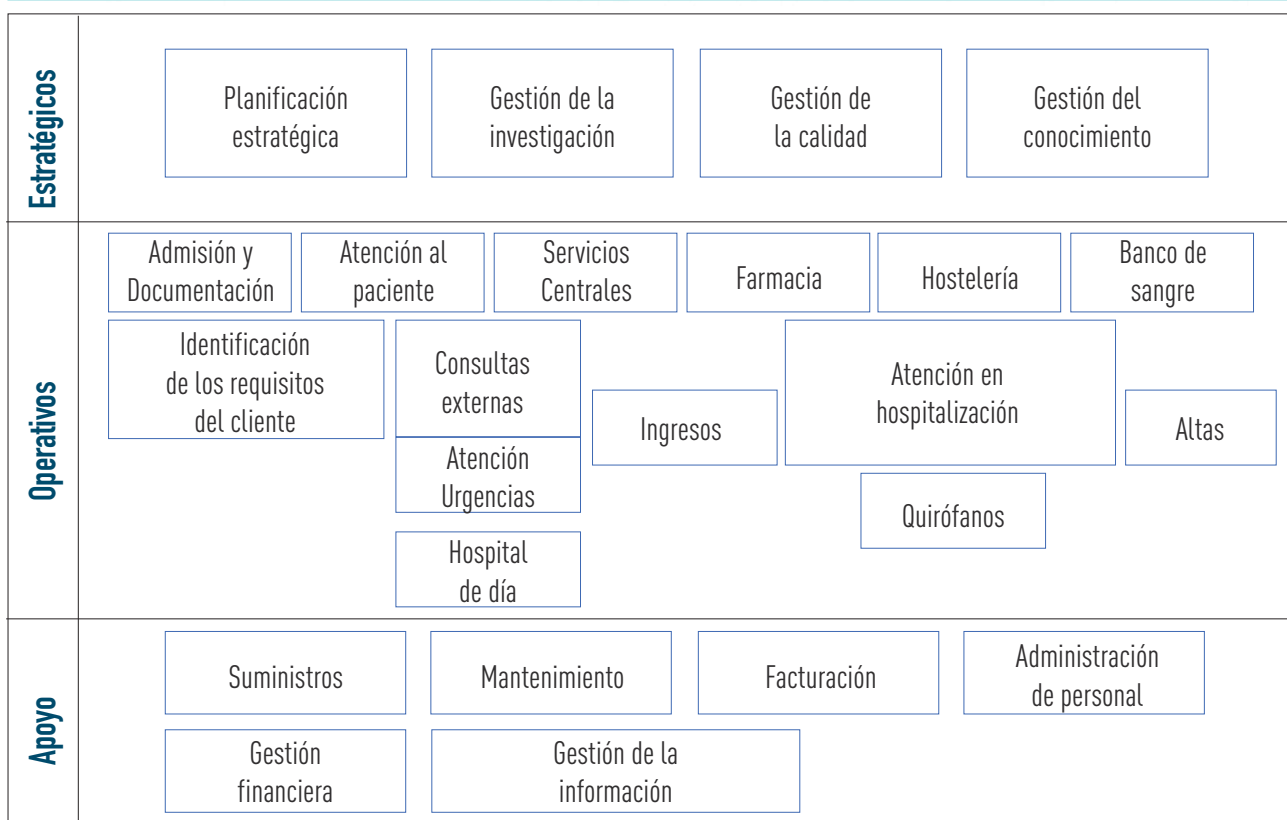 Estratégicos
Planificación
estratégica
Gestión de la
investigación
Gestión de
la calidad
Gestión del
conocimiento
Operativos
Admisión y
Documentación
Atención al
paciente
Servicios
Centrales
Farmacia
Hostelería
Banco de
sangre
Identificación
de los requisitos
del cliente
Consultas
externas
Atención
Urgencias
Hospital
de día
Ingresos
Atención en
hospitalización
Quirófanos
Altas
Apoyo
Suministros
Mantenimiento
Facturación
Administración
de personal
Gestión
financiera
Gestión de la
información